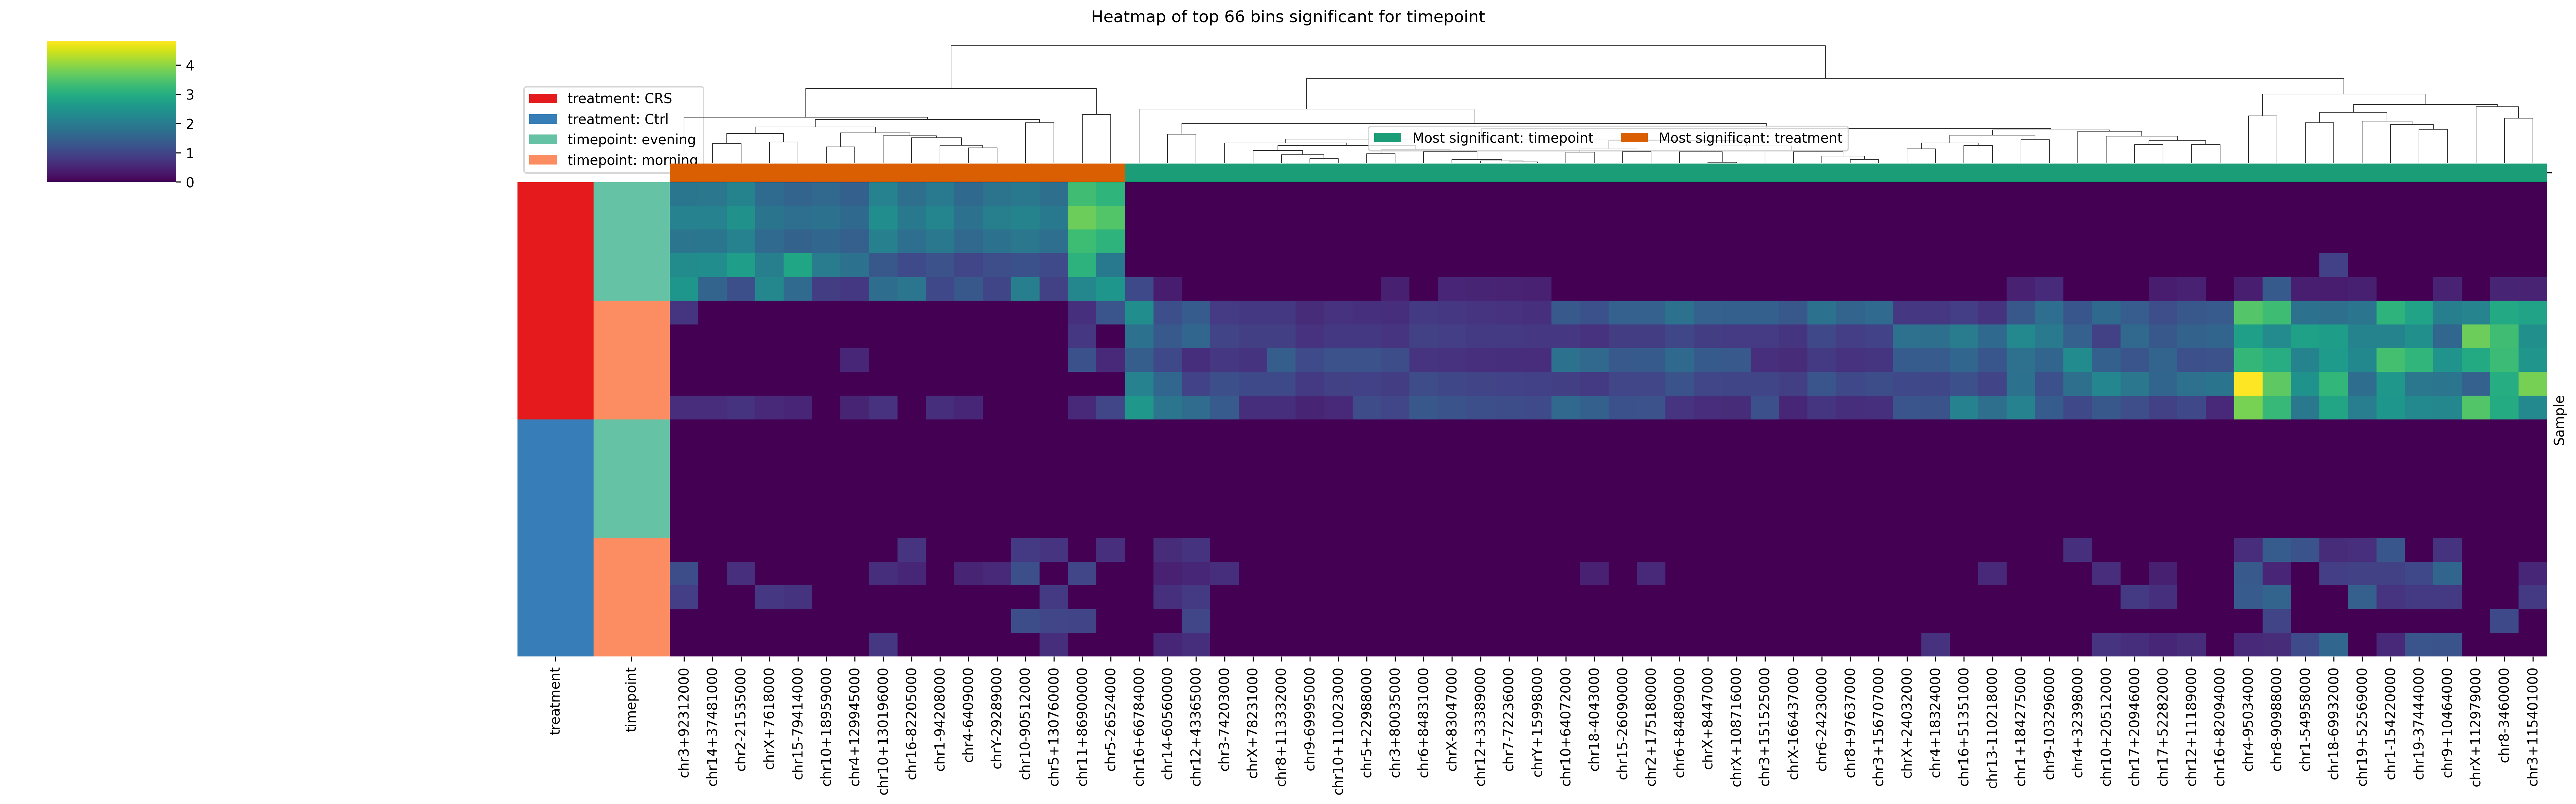 Heatmap of top 66 bins significant for timepoint
4
3
2
1
0
treatment: CRS
treatment: Ctrl
timepoint: evening
timepoint: morning
Most significant: timepoint
Most significant: treatment
Sample
treatment
timepoint
chr3+92312000
chr14+37481000
chr2-21535000
chrX+7618000
chr15-79414000
chr10+18959000
chr4+129945000
chr10+130196000
chr16-82205000
chr1-94208000
chr4-6409000
chrY-29289000
chr10-90512000
chr5+130760000
chr11+86900000
chr5-26524000
chr16+66784000
chr14-60560000
chr12+43365000
chr3-74203000
chrX+78231000
chr8+113332000
chr9-69995000
chr10+110023000
chr5+22988000
chr3+80035000
chr6+84831000
chrX-83047000
chr12+33389000
chr7-72236000
chrY+15998000
chr10+64072000
chr18-4043000
chr15-26090000
chr2+175180000
chr6+84809000
chrX+8447000
chrX+108716000
chr3+151525000
chrX-166437000
chr6-24230000
chr8+97637000
chr3+156707000
chrX+24032000
chr4+18324000
chr16+51351000
chr13-110218000
chr1+184275000
chr9-103296000
chr4+32398000
chr10+20512000
chr17+20946000
chr17+52282000
chr12+11189000
chr16+82094000
chr4-95034000
chr8-90988000
chr1-54958000
chr18-69932000
chr19+52569000
chr1-154220000
chr19-37444000
chr9+10464000
chrX+112979000
chr8-3460000
chr3+115401000